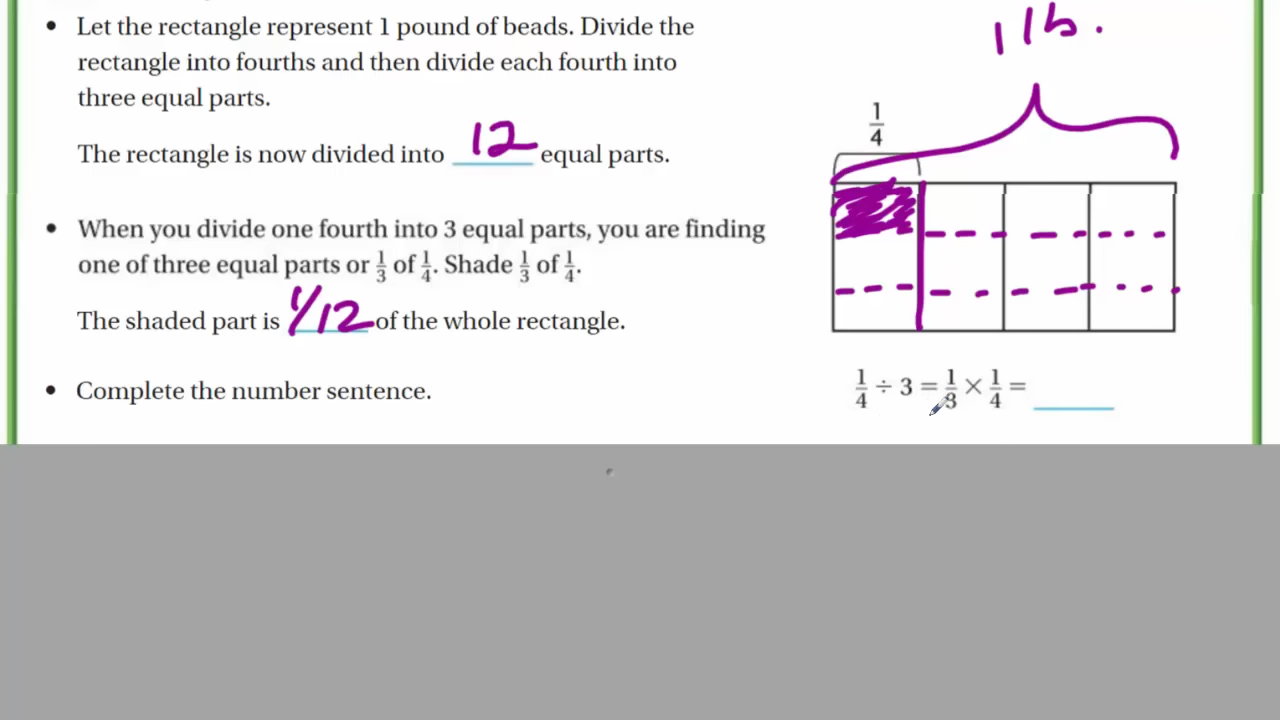 • Let the rectangle represent 1 pound of beads. Divide the
rectangle into fourths and then divide each fourth into
three equal parts.
The rectangle is now divided into 12 equal parts.
• When you divide one fourth into 3 equal parts, you are finding
one of three equal parts or 1/3 of 1/4. Shade 1/3 of 1/4.
The shaded part is 1/12 of the whole rectangle.
• Complete the number sentence.
1 lb.
1/4
1/4 ÷ 3 = 1/3 × 1/4 = ____